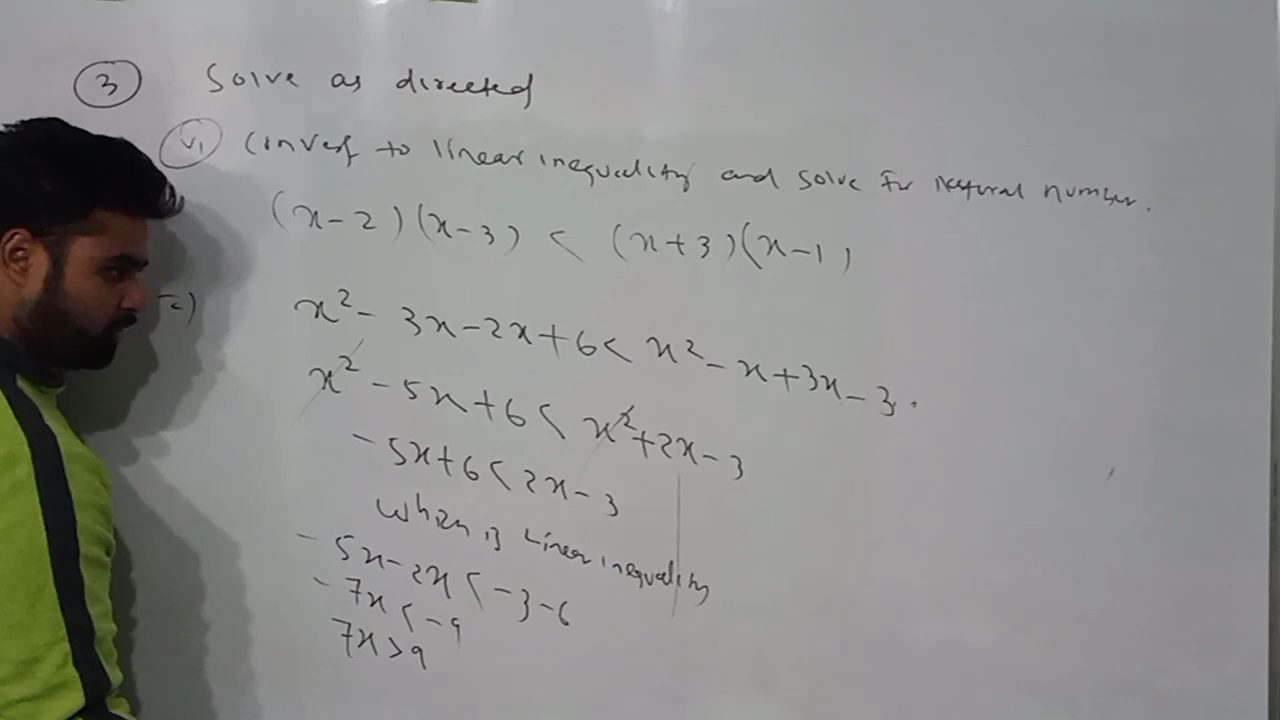 3 Solve as directed
vi Convert to linear inequality and solve for natural number.
(x-2)(x-3) < (x+3)(x-1)
x²- 3x-2x+6< x²-x+3x-3.
x²-5x+6< x²+2x-3
-5x+6<2x-3
which is Linear inequality
-5x-2x<-3-6
-7x<-9
7x>9